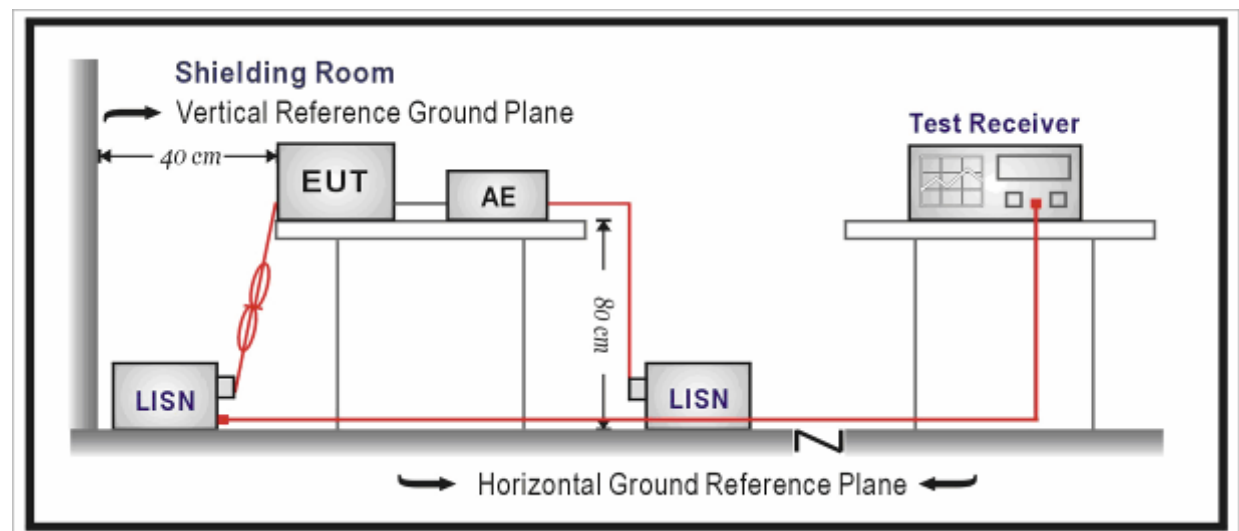 Shielding Room
Vertical Reference Ground Plane
Test Receiver
40 cm
EUT
AE
80 cm
LISN
LISN
Horizontal Ground Reference Plane